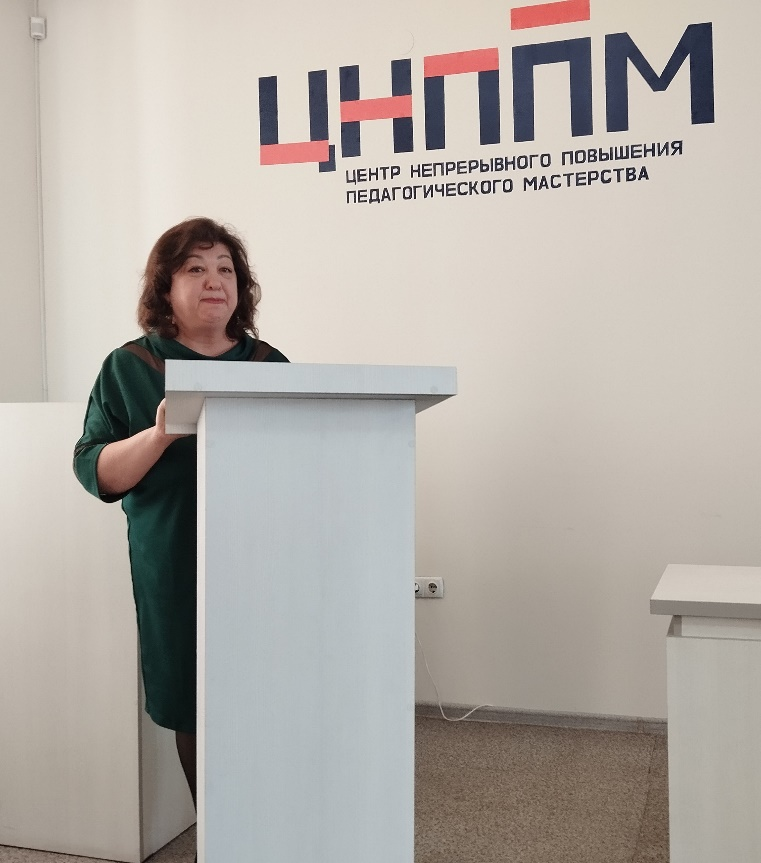 ЦНППМ
ЦЕНТР НЕПРЕРЫВНОГО ПОВЫШЕНИЯ
ПЕДАГОГИЧЕСКОГО МАСТЕРСТВА